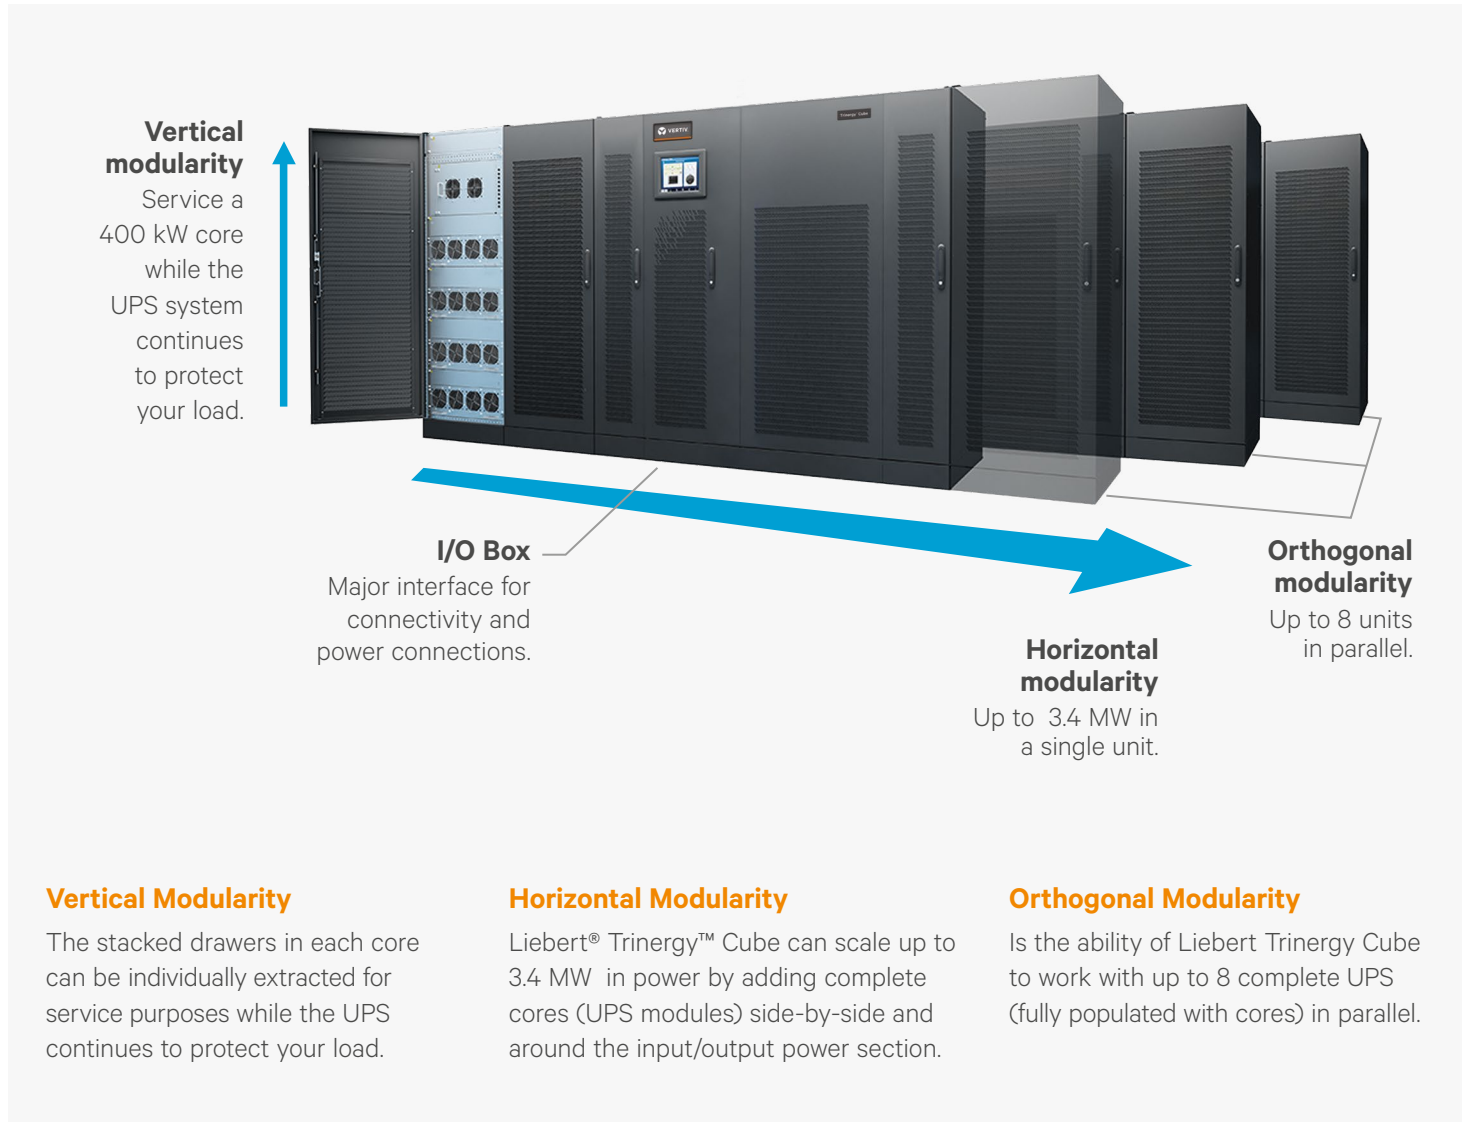 Vertical
modularity
Service a
400 kW core
while the
UPS system
continues
to protect
your load.
VERTIV
Trinergy Cube
I/O Box
Major interface for
connectivity and
power connections.
Horizontal
modularity
Up to 3.4 MW in
a single unit.
Orthogonal
modularity
Up to 8 units
in parallel.
Vertical Modularity
The stacked drawers in each core
can be individually extracted for
service purposes while the UPS
continues to protect your load.
Horizontal Modularity
Liebert® Trinergy™ Cube can scale up to
3.4 MW in power by adding complete
cores (UPS modules) side-by-side and
around the input/output power section.
Orthogonal Modularity
Is the ability of Liebert Trinergy Cube
to work with up to 8 complete UPS
(fully populated with cores) in parallel.